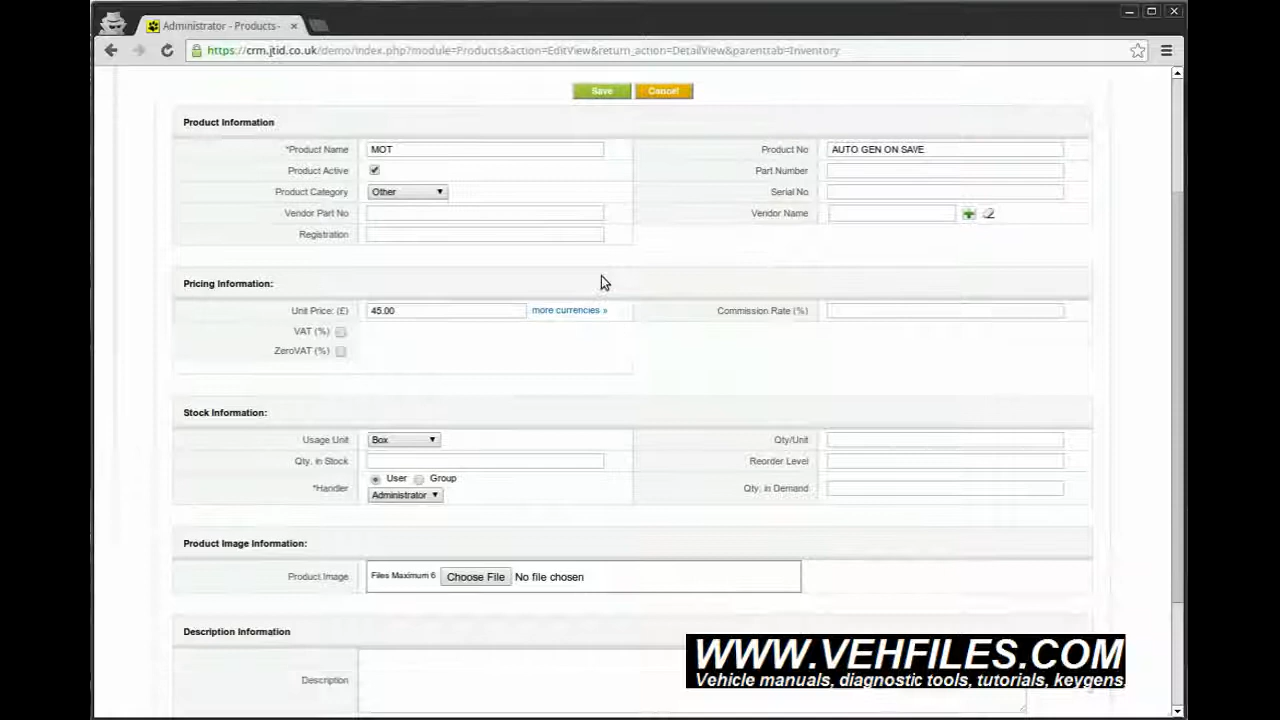 Administrator - Products -
https://crm.jtid.co.uk/demo/index.php?module=Products&action=EditView&return_action=DetailView&parenttab=Inventory
Save Cancel
Product Information
*Product Name MOT Product No AUTO GEN ON SAVE
Product Active Part Number
Product Category Other Serial No
Vendor Part No Vendor Name
Registration
Pricing Information:
Unit Price: (£) 45.00 more currencies » Commission Rate (%)
VAT (%)
ZeroVAT (%)
Stock Information:
Usage Unit Box Qty/Unit
Qty. in Stock Reorder Level
*Handler User Group Qty. in Demand
Administrator
Product Image Information:
Product Image Files Maximum 6 Choose File No file chosen
Description Information
Description
WWW.VEHFILES.COM
Vehicle manuals, diagnostic tools, tutorials, keygens.